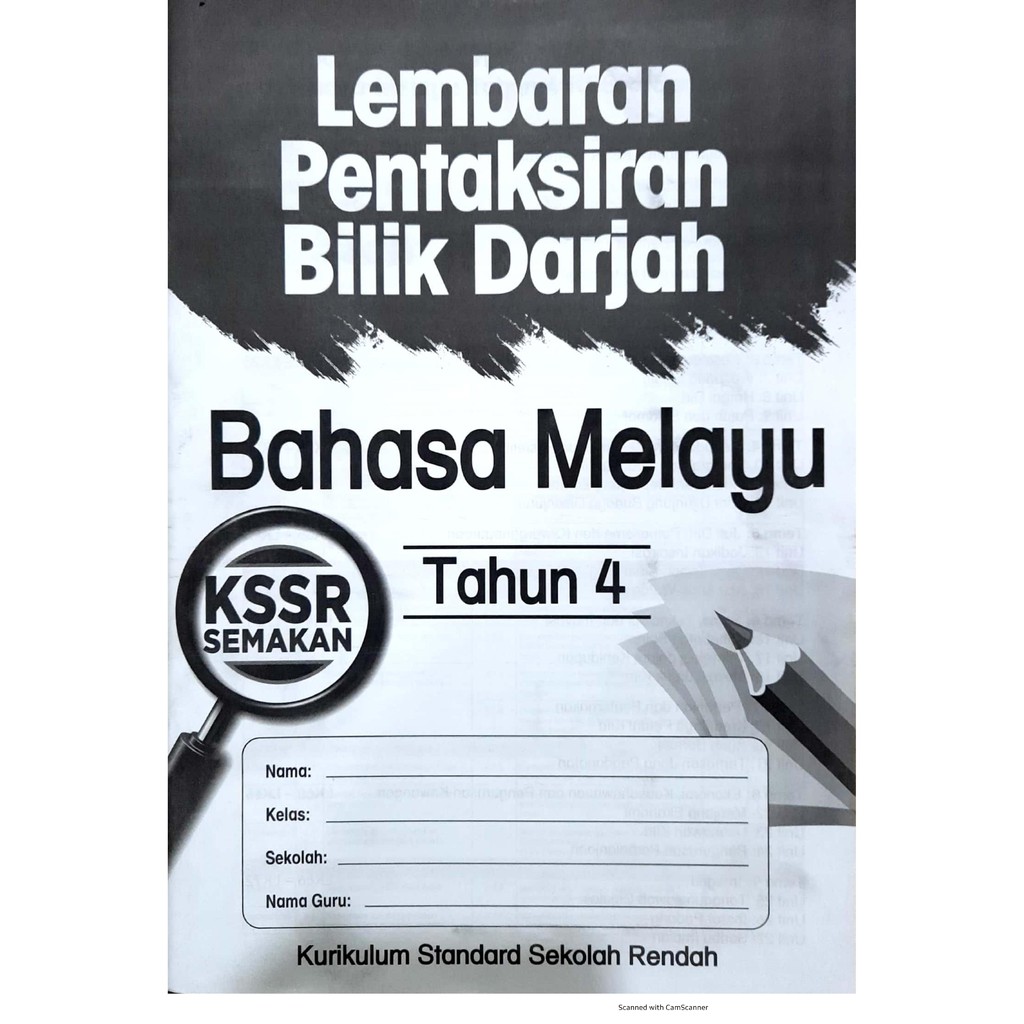 Lembaran
Pentaksiran
Bilik Darjah
Bahasa Melayu
KSSR
SEMAKAN
Tahun 4
Nama:
Kelas:
Sekolah:
Nama Guru:
Kurikulum Standard Sekolah Rendah
Scanned with CamScanner